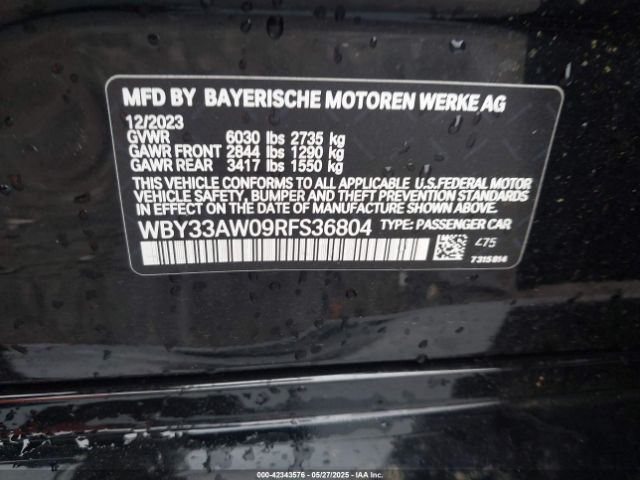 MFD BY BAYERISCHE MOTOREN WERKE AG
12/2023
GVWR 6030 lbs 2735 kg
GAWR FRONT 2844 lbs 1290 kg
GAWR REAR 3417 lbs 1550 kg
THIS VEHICLE CONFORMS TO ALL APPLICABLE U.S.FEDERAL MOTOR
VEHICLE SAFETY, BUMPER AND THEFT PREVENTION STANDARDS
IN EFFECT ON THE DATE OF MANUFACTURE SHOWN ABOVE.
WBY33AW09RFS36804 TYPE: PASSENGER CAR
475
7315814
000-42343576 | 05/27/2025 | COPYRIGHT IAA, LLC